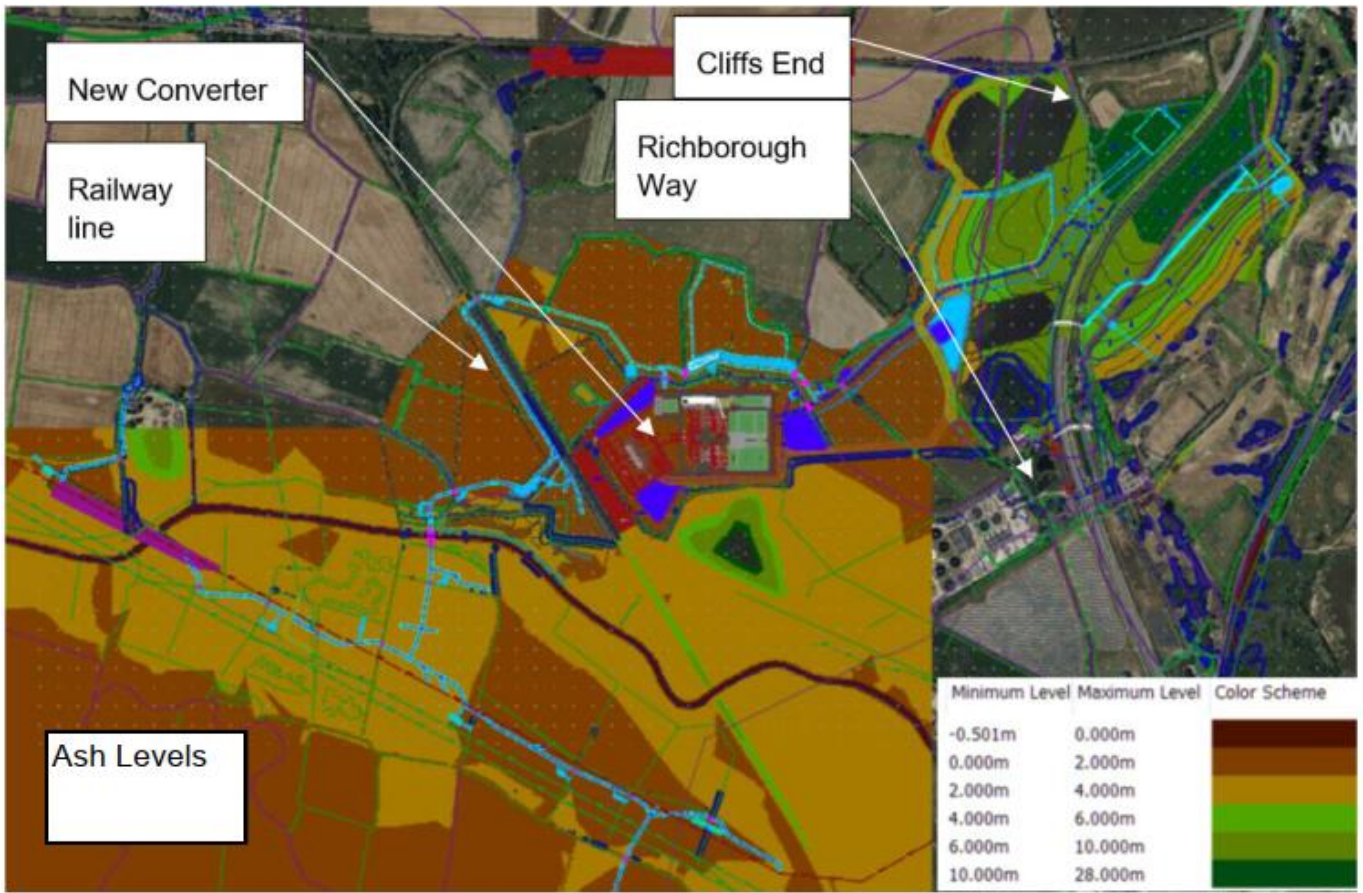 New Converter
Cliffs End
Railway
line
Richborough
Way
W
Ash Levels
Minimum Level Maximum Level Color Scheme
-0.501m 0.000m
0.000m 2.000m
2.000m 4.000m
4.000m 6.000m
6.000m 10.000m
10.000m 28.000m